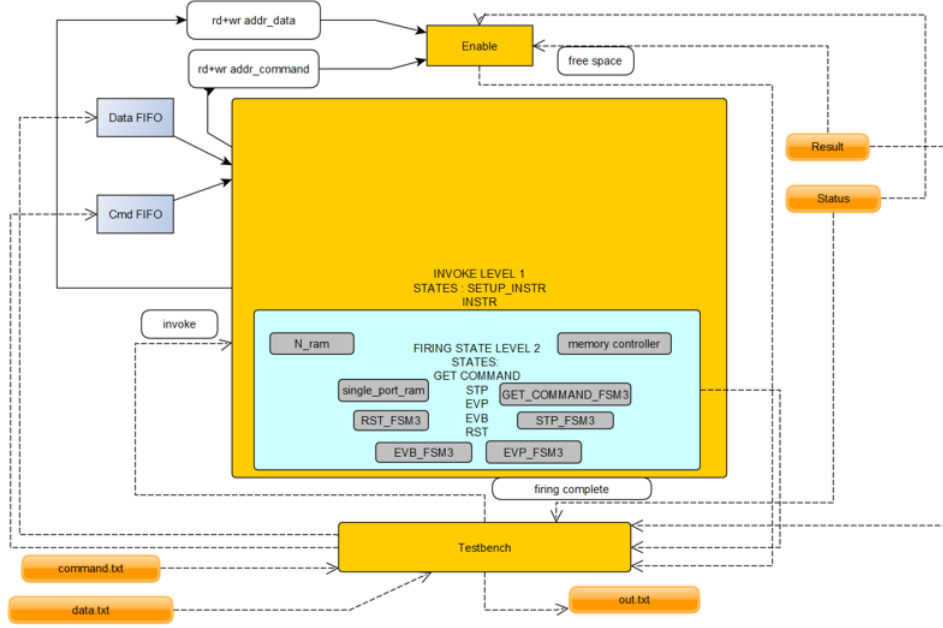 rd+wr addr_data
Enable
free space
rd+wr addr_command
Data FIFO
Result
Status
Cmd FIFO
INVOKE LEVEL 1
STATES : SETUP_INSTR
INSTR
invoke
N_ram
memory controller
FIRING STATE LEVEL 2
STATES:
GET COMMAND
single_port_ram
STP
GET_COMMAND_FSM3
EVP
RST_FSM3
EVB
STP_FSM3
RST
EVB_FSM3
EVP_FSM3
firing complete
Testbench
command.txt
data.txt
out.txt